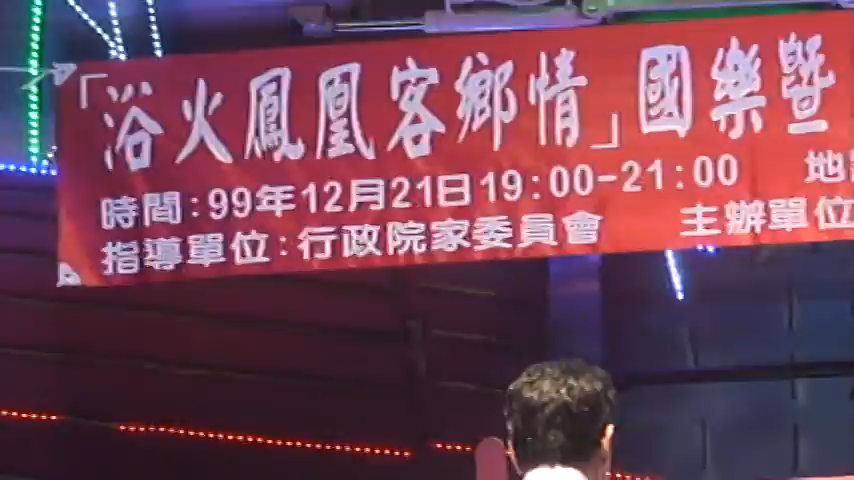 「浴火鳳凰客鄉情」國樂暨
時間：99年12月21日19：00-21：00 地
指導單位：行政院客家委員會 主辦單位